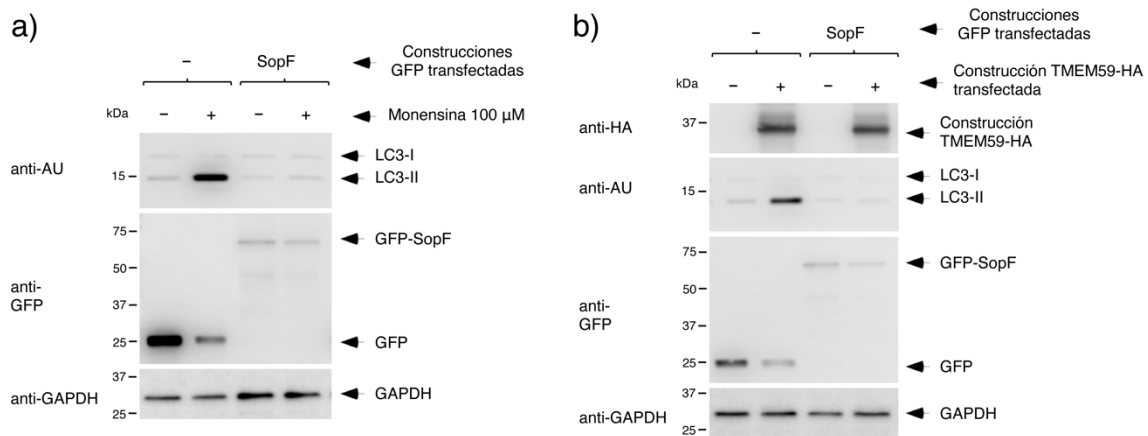 a)
– SopF Construcciones
GFP transfectadas
kDa – + – + Monensina 100 µM
anti-AU LC3-I
15 LC3-II
75 GFP-SopF
50
anti-
GFP
37
25 GFP
37
anti-GAPDH GAPDH
25
b)
– SopF Construcciones
GFP transfectadas
kDa – + – + Construcción TMEM59-HA
transfectada
anti-HA 37 Construcción
TMEM59-HA
anti-AU LC3-I
15 LC3-II
75 GFP-SopF
50
anti-
GFP
37
25 GFP
37
anti-GAPDH GAPDH
25